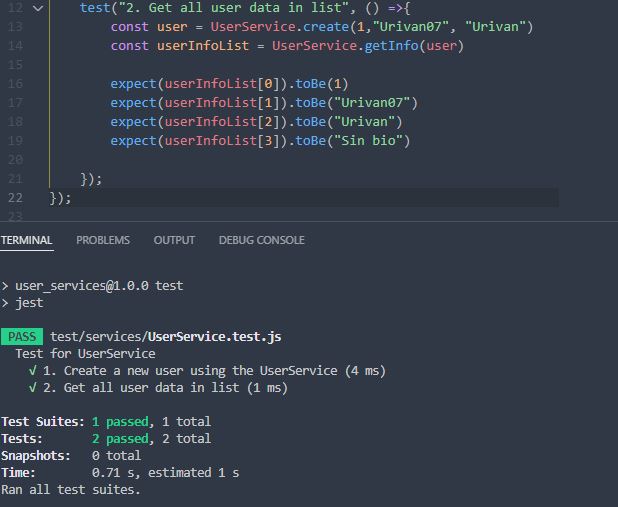 12 test("2. Get all user data in list", () =>{
13 const user = UserService.create(1,"Urivan07", "Urivan")
14 const userInfoList = UserService.getInfo(user)
15
16 expect(userInfoList[0]).toBe(1)
17 expect(userInfoList[1]).toBe("Urivan07")
18 expect(userInfoList[2]).toBe("Urivan")
19 expect(userInfoList[3]).toBe("Sin bio")
20
21 });
22 });
23
TERMINAL PROBLEMS OUTPUT DEBUG CONSOLE
> user_services@1.0.0 test
> jest
PASS test/services/UserService.test.js
Test for UserService
√ 1. Create a new user using the UserService (4 ms)
√ 2. Get all user data in list (1 ms)
Test Suites: 1 passed, 1 total
Tests: 2 passed, 2 total
Snapshots: 0 total
Time: 0.71 s, estimated 1 s
Ran all test suites.